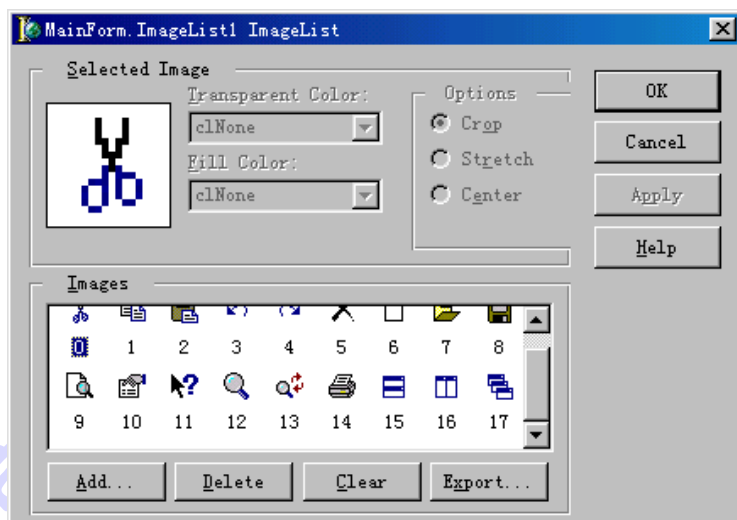 MainForm.ImageList1 ImageList
Selected Image
Transparent Color:
clNone
Fill Color:
clNone
Options
Crop
Stretch
Center
OK
Cancel
Apply
Help
Images
0 1 2 3 4 5 6 7 8
9 10 11 12 13 14 15 16 17
Add... Delete Clear Export...